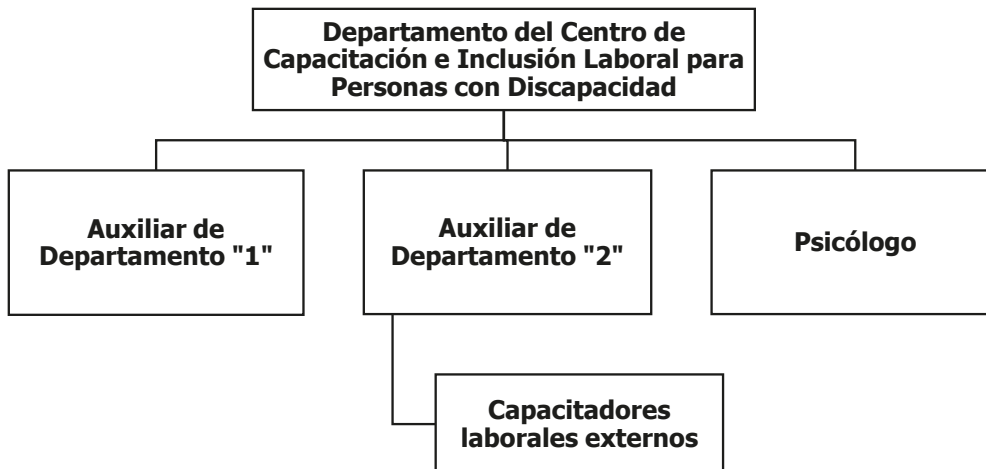 Departamento del Centro de
Capacitación e Inclusión Laboral para
Personas con Discapacidad
Auxiliar de
Departamento "1"
Auxiliar de
Departamento "2"
Psicólogo
Capacitadores
laborales externos